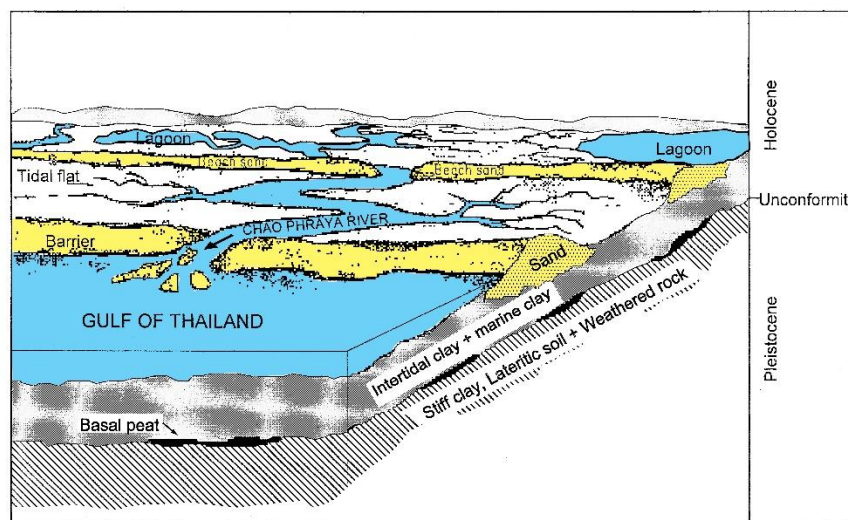 Lagoon
Lagoon
Beach sand
Beach sand
Tidal flat
CHAO PHRAYA RIVER
Barrier
Sand
GULF OF THAILAND
Intertidal clay + marine clay
Stiff clay, Lateritic soil + Weathered rock
Basal peat
Holocene
Unconformit
Pleistocene